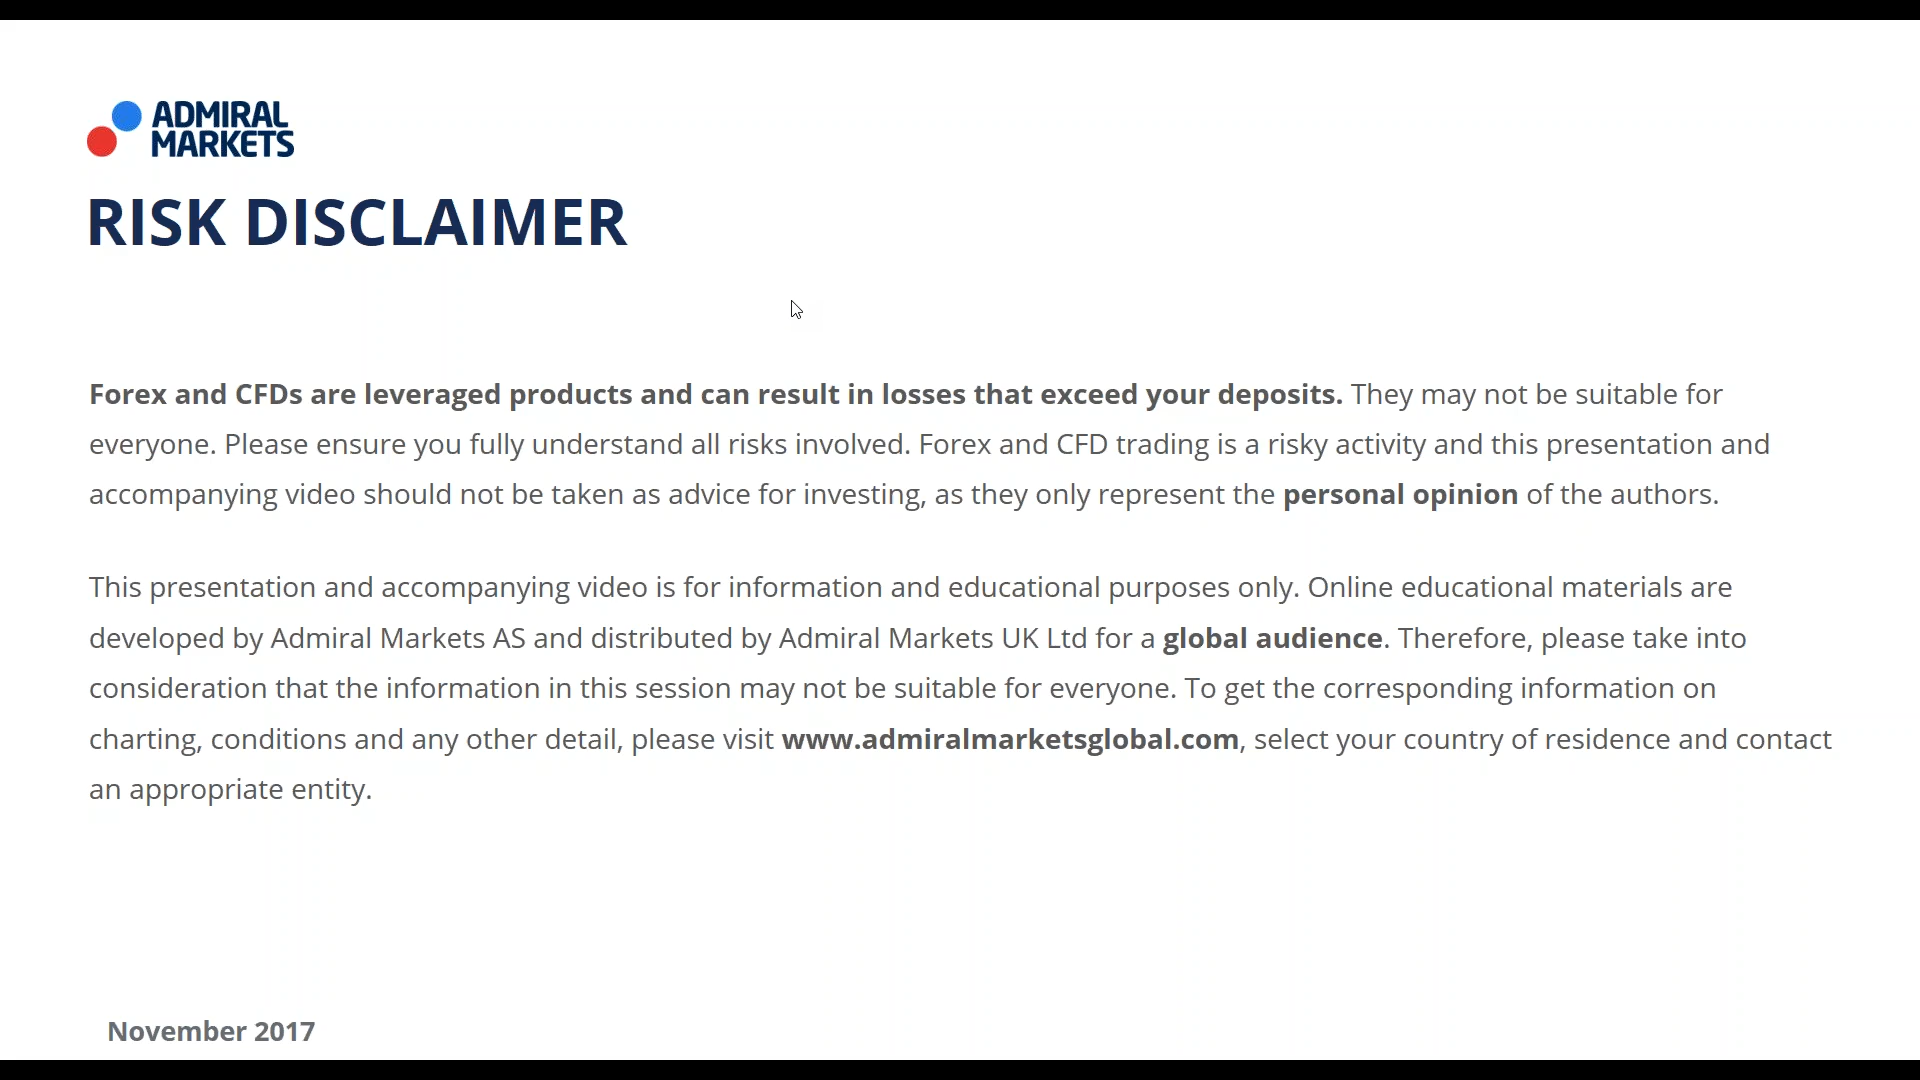 ADMIRAL
MARKETS
RISK DISCLAIMER
Forex and CFDs are leveraged products and can result in losses that exceed your deposits. They may not be suitable for
everyone. Please ensure you fully understand all risks involved. Forex and CFD trading is a risky activity and this presentation and
accompanying video should not be taken as advice for investing, as they only represent the personal opinion of the authors.
This presentation and accompanying video is for information and educational purposes only. Online educational materials are
developed by Admiral Markets AS and distributed by Admiral Markets UK Ltd for a global audience. Therefore, please take into
consideration that the information in this session may not be suitable for everyone. To get the corresponding information on
charting, conditions and any other detail, please visit www.admiralmarketsglobal.com, select your country of residence and contact
an appropriate entity.
November 2017